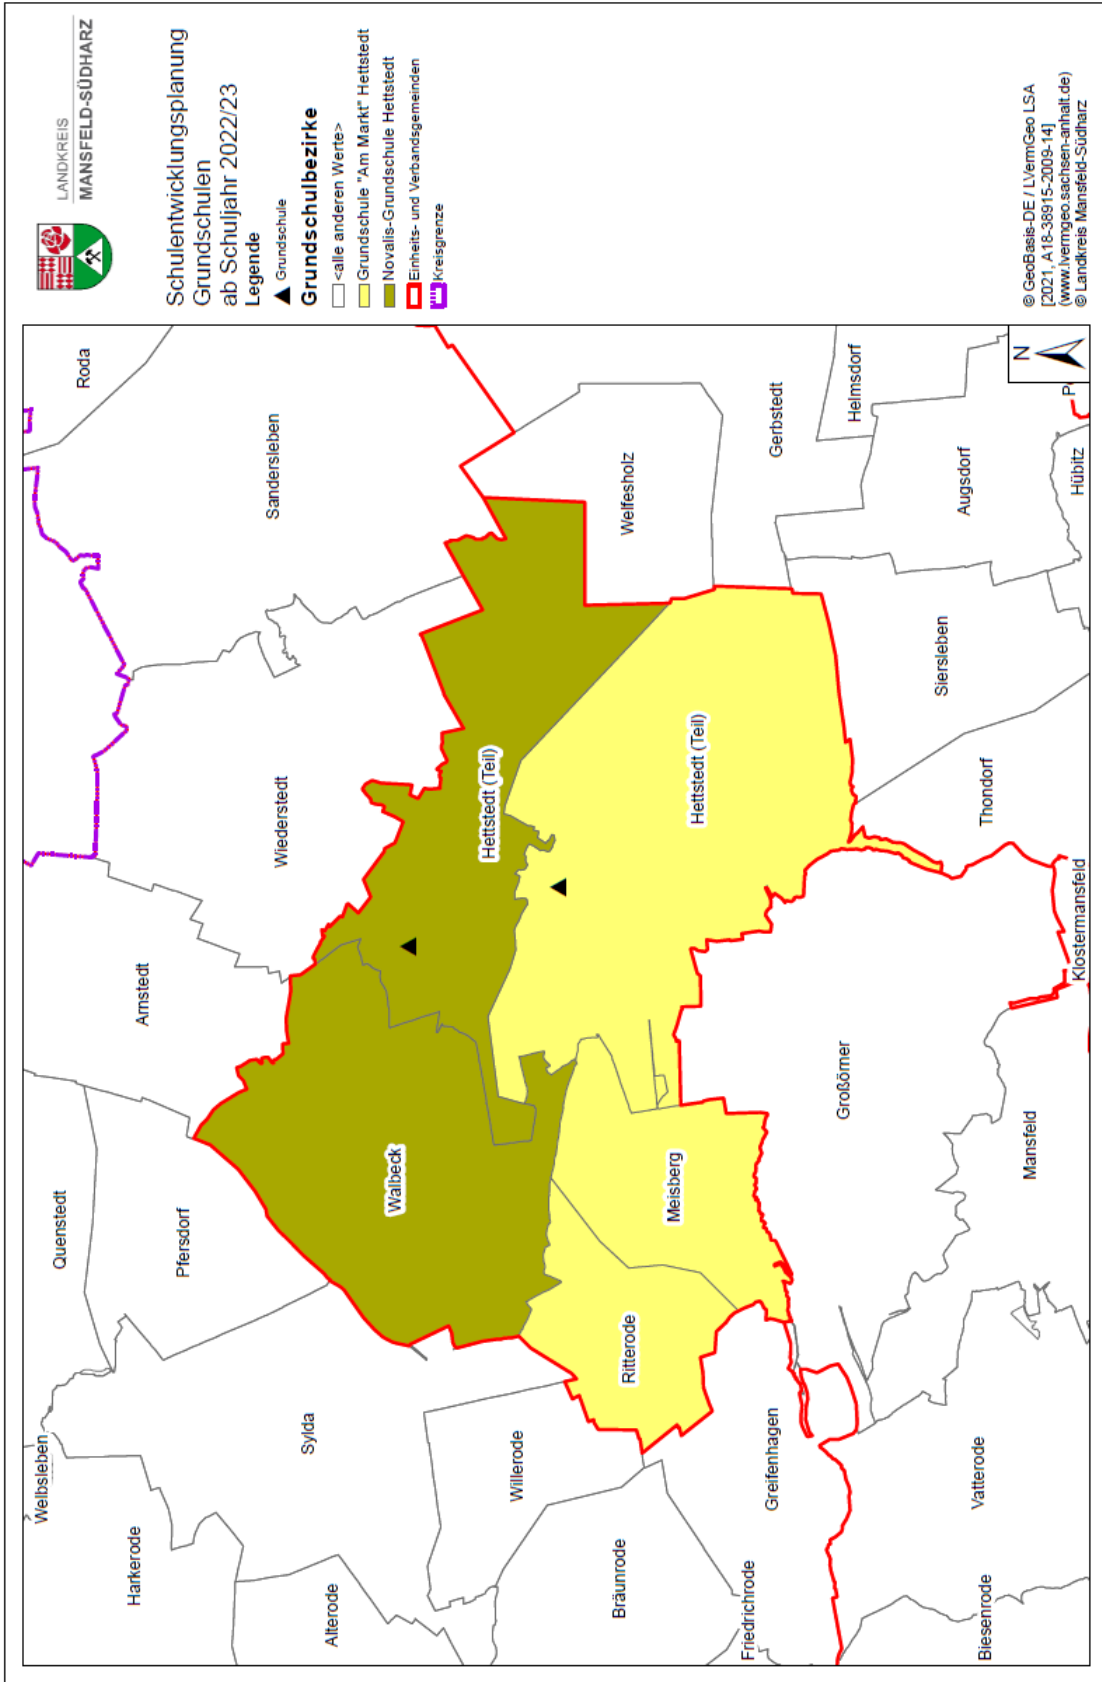 LANDKREIS
MANSFELD-SÜDHARZ
Schulentwicklungsplanung
Grundschulen
ab Schuljahr 2022/23
Legende
Grundschule
Grundschulbezirke
<alle anderen Werte>
Grundschule "Am Markt" Hettstedt
Novalis-Grundschule Hettstedt
Einheits- und Verbandsgemeinden
Kreisgrenze
© GeoBasis-DE / LVermGeo LSA
[2021, A18-38915-2009-14]
(www.lvermgeo.sachsen-anhalt.de)
© Landkreis Mansfeld-Südharz
N
Welbsleben
Quenstedt
Roda
Harkerode
Pfersdorf
Arnstedt
Alterode
Sylda
Wiederstedt
Sandersleben
Walbeck
Hettstedt (Teil)
Willerode
Bräunrode
Ritterode
Meisberg
Hettstedt (Teil)
Welfesholz
Friedrichrode
Greifenhagen
Gerbstedt
Großörner
Helmsdorf
Siersleben
Augsdorf
Biesenrode
Vatterode
Mansfeld
Thondorf
Klostermansfeld
Hübitz